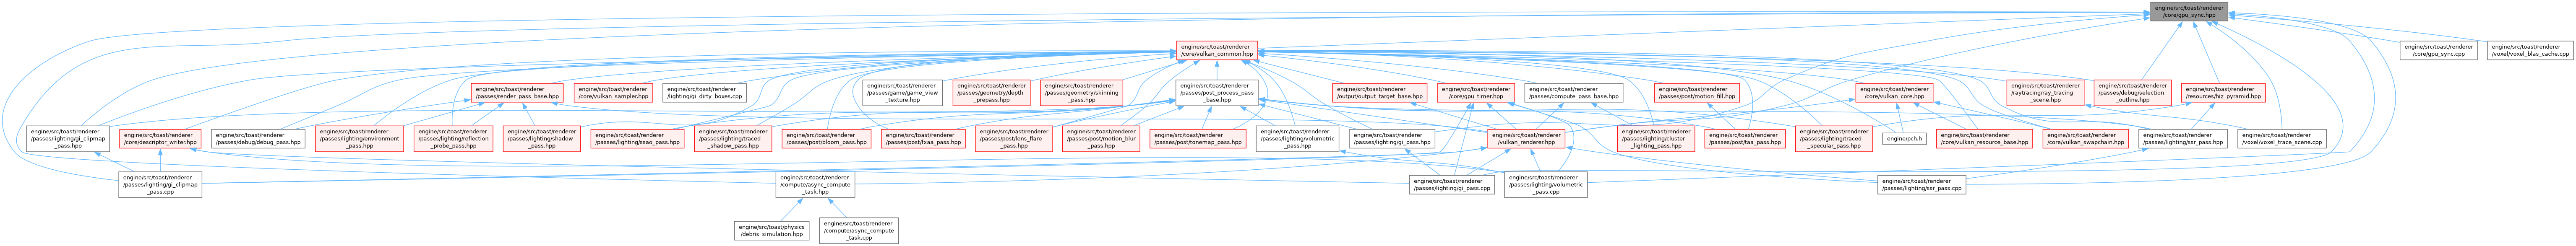 engine/src/toast/renderer
/core/gpu_sync.hpp
engine/src/toast/renderer
/core/vulkan_common.hpp
engine/src/toast/renderer
/core/gpu_sync.cpp
engine/src/toast/renderer
/voxel/voxel_blas_cache.cpp
engine/src/toast/renderer
/passes/render_pass_base.hpp
engine/src/toast/renderer
/core/vulkan_sampler.hpp
engine/src/toast/renderer
/lighting/gi_dirty_boxes.cpp
engine/src/toast/renderer
/passes/game/game_view
_texture.hpp
engine/src/toast/renderer
/passes/geometry/depth
_prepass.hpp
engine/src/toast/renderer
/passes/geometry/skinning
_pass.hpp
engine/src/toast/renderer
/passes/post_process_pass
_base.hpp
engine/src/toast/renderer
/output/output_target_base.hpp
engine/src/toast/renderer
/core/gpu_timer.hpp
engine/src/toast/renderer
/passes/compute_pass_base.hpp
engine/src/toast/renderer
/passes/post/motion_fill.hpp
engine/src/toast/renderer
/core/vulkan_core.hpp
engine/src/toast/renderer
/raytracing/ray_tracing
_scene.hpp
engine/src/toast/renderer
/passes/debug/selection
_outline.hpp
engine/src/toast/renderer
/resources/hiz_pyramid.hpp
engine/src/toast/renderer
/passes/lighting/gi_clipmap
_pass.hpp
engine/src/toast/renderer
/core/descriptor_writer.hpp
engine/src/toast/renderer
/passes/debug/debug_pass.hpp
engine/src/toast/renderer
/passes/lighting/environment
_pass.hpp
engine/src/toast/renderer
/passes/lighting/reflection
_probe_pass.hpp
engine/src/toast/renderer
/passes/lighting/shadow
_pass.hpp
engine/src/toast/renderer
/passes/lighting/ssao_pass.hpp
engine/src/toast/renderer
/passes/lighting/traced
_shadow_pass.hpp
engine/src/toast/renderer
/passes/post/bloom_pass.hpp
engine/src/toast/renderer
/passes/post/fxaa_pass.hpp
engine/src/toast/renderer
/passes/post/lens_flare
_pass.hpp
engine/src/toast/renderer
/passes/post/motion_blur
_pass.hpp
engine/src/toast/renderer
/passes/post/tonemap_pass.hpp
engine/src/toast/renderer
/passes/lighting/volumetric
_pass.hpp
engine/src/toast/renderer
/passes/lighting/gi_pass.hpp
engine/src/toast/renderer
/vulkan_renderer.hpp
engine/src/toast/renderer
/passes/lighting/cluster
_lighting_pass.hpp
engine/src/toast/renderer
/passes/post/taa_pass.hpp
engine/src/toast/renderer
/passes/lighting/traced
_specular_pass.hpp
engine/pch.h
engine/src/toast/renderer
/core/vulkan_resource_base.hpp
engine/src/toast/renderer
/core/vulkan_swapchain.hpp
engine/src/toast/renderer
/passes/lighting/ssr_pass.hpp
engine/src/toast/renderer
/voxel/voxel_trace_scene.cpp
engine/src/toast/renderer
/passes/lighting/gi_clipmap
_pass.cpp
engine/src/toast/renderer
/compute/async_compute
_task.hpp
engine/src/toast/renderer
/passes/lighting/gi_pass.cpp
engine/src/toast/renderer
/passes/lighting/volumetric
_pass.cpp
engine/src/toast/renderer
/passes/lighting/ssr_pass.cpp
engine/src/toast/physics
/debris_simulation.hpp
engine/src/toast/renderer
/compute/async_compute
_task.cpp